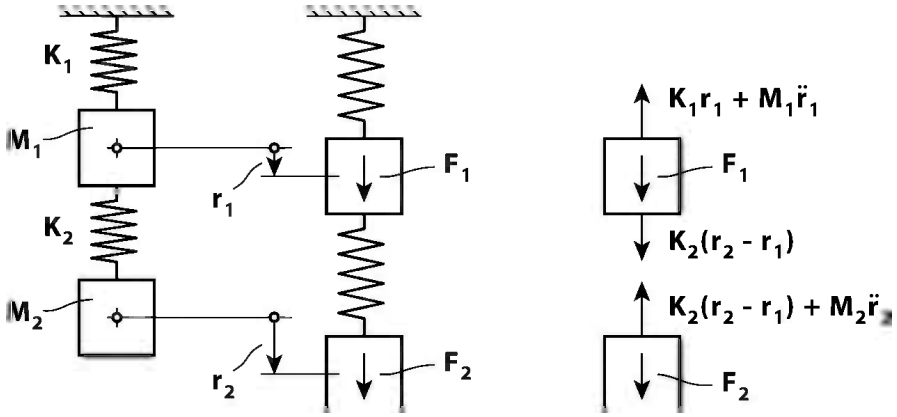 K₁
M₁
K₂
M₂
r₁
r₂
F₁
F₂
K₁r₁ + M₁r̈₁
F₁
K₂(r₂ - r₁)
K₂(r₂ - r₁) + M₂r̈₂
F₂